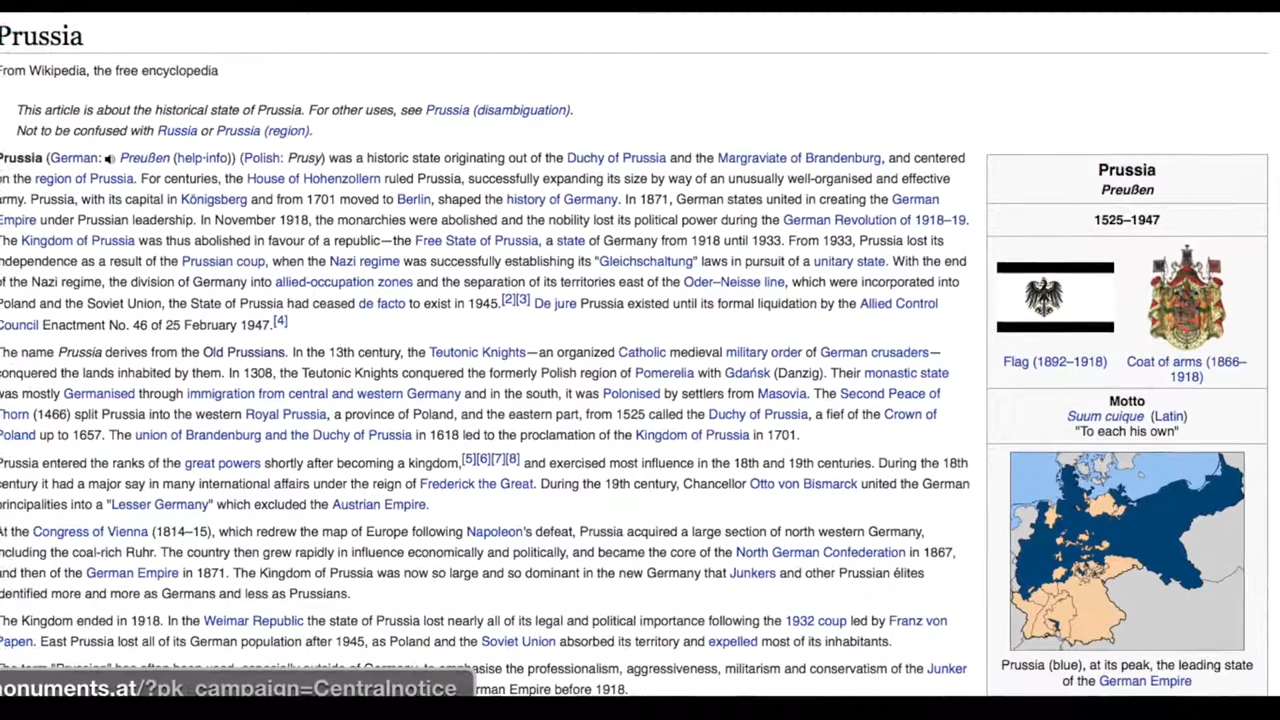 Prussia
From Wikipedia, the free encyclopedia
This article is about the historical state of Prussia. For other uses, see Prussia (disambiguation).
Not to be confused with Russia or Prussia (region).
Prussia (German: Preußen (help·info)) (Polish: Prusy) was a historic state originating out of the Duchy of Prussia and the Margraviate of Brandenburg, and centered
on the region of Prussia. For centuries, the House of Hohenzollern ruled Prussia, successfully expanding its size by way of an unusually well-organised and effective
army. Prussia, with its capital in Königsberg and from 1701 moved to Berlin, shaped the history of Germany. In 1871, German states united in creating the German
Empire under Prussian leadership. In November 1918, the monarchies were abolished and the nobility lost its political power during the German Revolution of 1918–19.
The Kingdom of Prussia was thus abolished in favour of a republic—the Free State of Prussia, a state of Germany from 1918 until 1933. From 1933, Prussia lost its
independence as a result of the Prussian coup, when the Nazi regime was successfully establishing its "Gleichschaltung" laws in pursuit of a unitary state. With the end
of the Nazi regime, the division of Germany into allied-occupation zones and the separation of its territories east of the Oder–Neisse line, which were incorporated into
Poland and the Soviet Union, the State of Prussia had ceased de facto to exist in 1945.[2][3] De jure Prussia existed until its formal liquidation by the Allied Control
Council Enactment No. 46 of 25 February 1947.[4]
The name Prussia derives from the Old Prussians. In the 13th century, the Teutonic Knights—an organized Catholic medieval military order of German crusaders—
conquered the lands inhabited by them. In 1308, the Teutonic Knights conquered the formerly Polish region of Pomerelia with Gdańsk (Danzig). Their monastic state
was mostly Germanised through immigration from central and western Germany and in the south, it was Polonised by settlers from Masovia. The Second Peace of
Thorn (1466) split Prussia into the western Royal Prussia, a province of Poland, and the eastern part, from 1525 called the Duchy of Prussia, a fief of the Crown of
Poland up to 1657. The union of Brandenburg and the Duchy of Prussia in 1618 led to the proclamation of the Kingdom of Prussia in 1701.
Prussia entered the ranks of the great powers shortly after becoming a kingdom,[5][6][7][8] and exercised most influence in the 18th and 19th centuries. During the 18th
century it had a major say in many international affairs under the reign of Frederick the Great. During the 19th century, Chancellor Otto von Bismarck united the German
principalities into a "Lesser Germany" which excluded the Austrian Empire.
At the Congress of Vienna (1814–15), which redrew the map of Europe following Napoleon's defeat, Prussia acquired a large section of north western Germany,
including the coal-rich Ruhr. The country then grew rapidly in influence economically and politically, and became the core of the North German Confederation in 1867,
and then of the German Empire in 1871. The Kingdom of Prussia was now so large and so dominant in the new Germany that Junkers and other Prussian élites
identified more and more as Germans and less as Prussians.
The Kingdom ended in 1918. In the Weimar Republic the state of Prussia lost nearly all of its legal and political importance following the 1932 coup led by Franz von
Papen. East Prussia lost all of its German population after 1945, as Poland and the Soviet Union absorbed its territory and expelled most of its inhabitants.
The term "Prussian" has often been used, especially outside of Germany, to emphasise the professionalism, aggressiveness, militarism and conservatism of the Junker
rman Empire before 1918.
onuments.at/?pk_campaign=Centralnotice
Prussia
Preußen
1525–1947
Flag (1892–1918)
Coat of arms (1866–
1918)
Motto
Suum cuique (Latin)
"To each his own"
Prussia (blue), at its peak, the leading state
of the German Empire